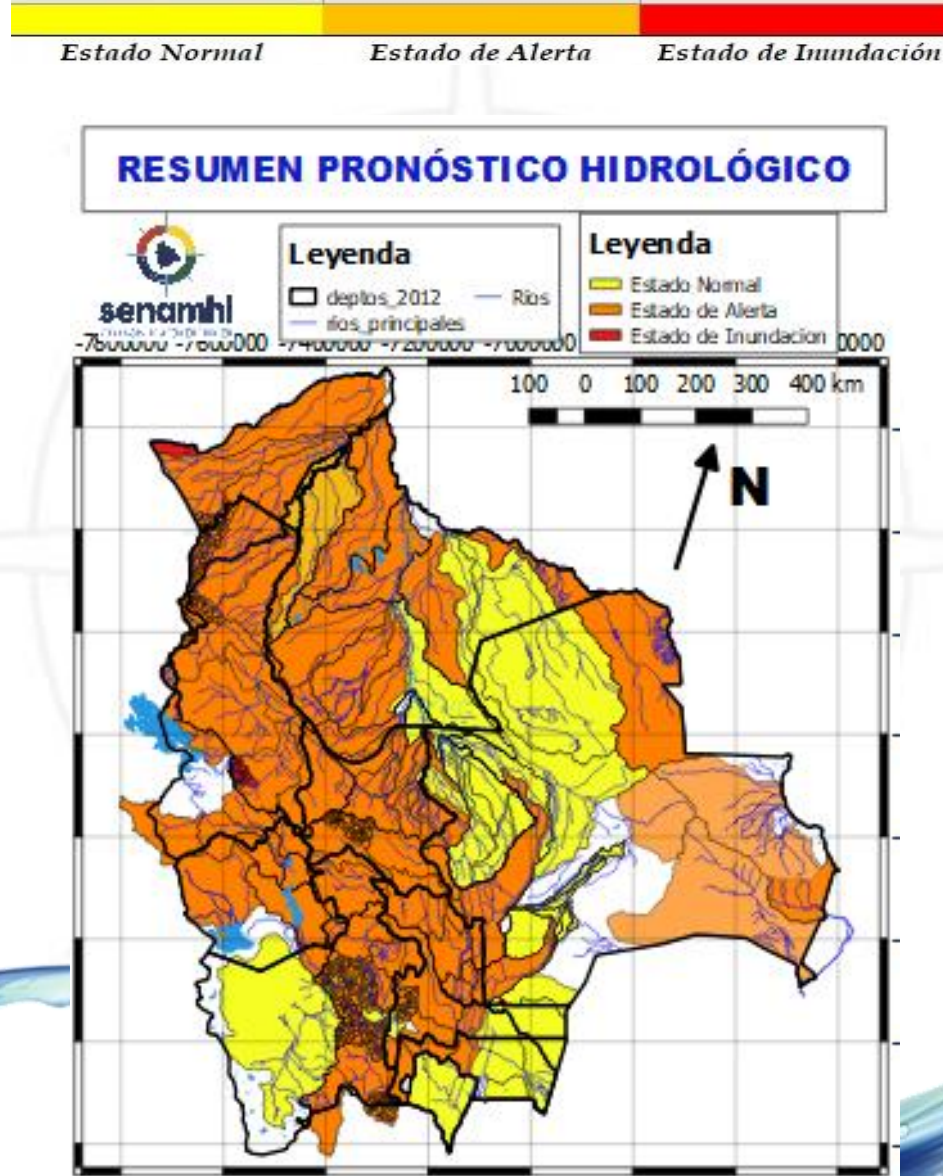 Estado Normal Estado de Alerta Estado de Inundación
RESUMEN PRONÓSTICO HIDROLÓGICO
senamhi
Leyenda
deptos_2012 Rios
rios_principales
Leyenda
Estado Normal
Estado de Alerta
Estado de Inundacion
-7800000 -7600000 -7400000 -7200000 -7000000 0000
100 0 100 200 300 400 km
N